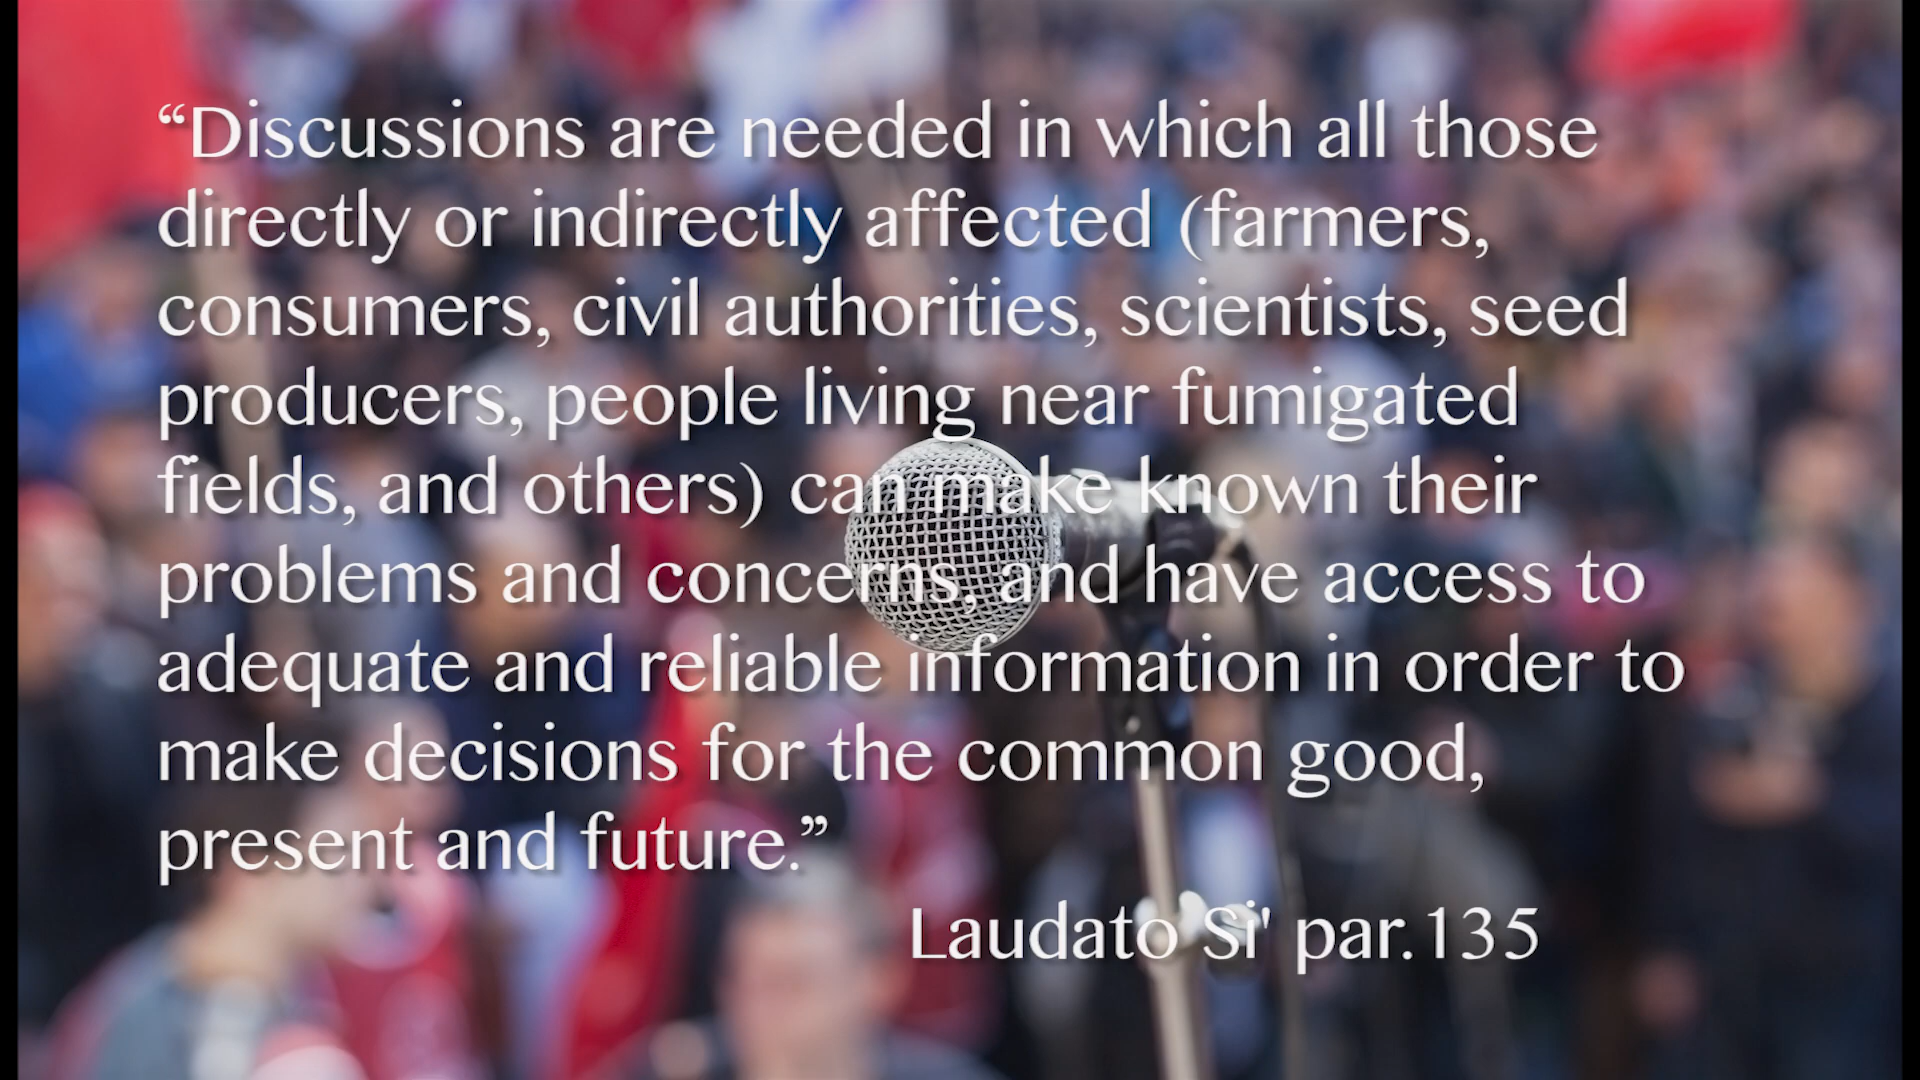 “Discussions are needed in which all those
directly or indirectly affected (farmers,
consumers, civil authorities, scientists, seed
producers, people living near fumigated
fields, and others) can make known their
problems and concerns, and have access to
adequate and reliable information in order to
make decisions for the common good,
present and future.”
Laudato Si' par.135